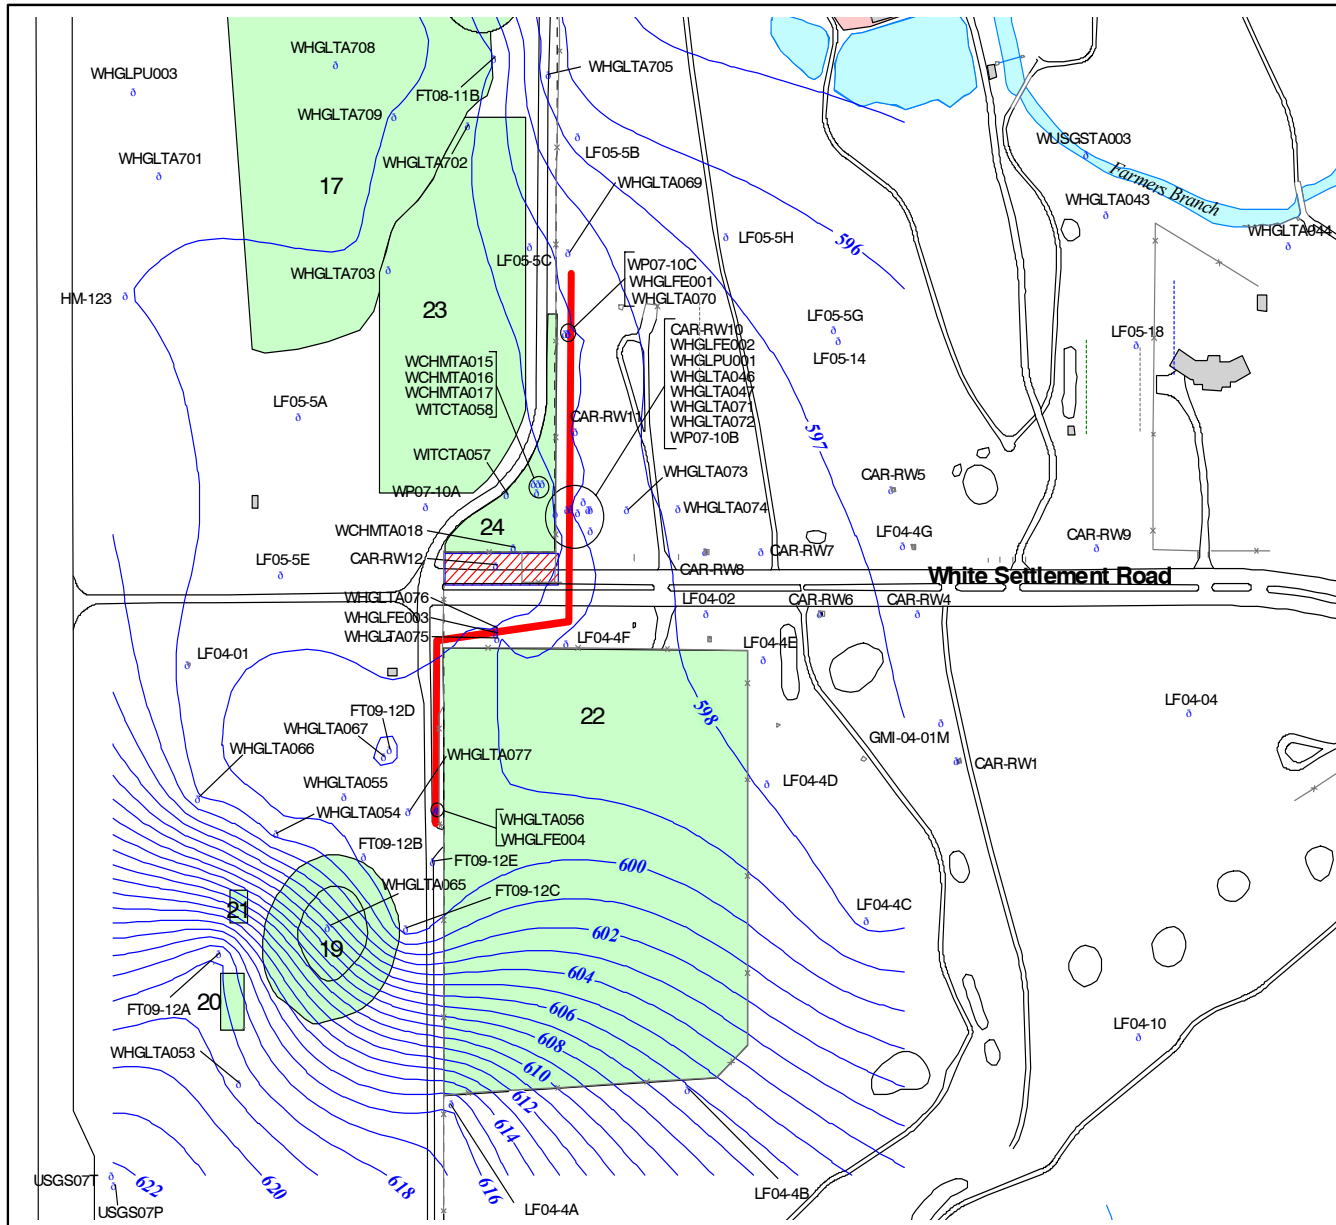 WHGLTA708
WHGLPU003
WHGLTA705
FT08-11B
WHGLTA709
WHGLTA701
WHGLTA702
LF05-5B
WHGLTA069
WUSGSTA003
Farmers Branch
WHGLTA043
WHGLTA044
17
LF05-5H
596
LF05-5C
WHGLTA703
HM-123
WP07-10C
WHGLFE001
WHGLTA070
23
LF05-5G
LF05-14
LF05-18
CAR-RW10
WHGLFE002
WHGLPU001
WHGLTA046
WHGLTA047
WHGLTA071
WHGLTA072
WP07-10B
WCHMTA015
WCHMTA016
WCHMTA017
WITCTA058
LF05-5A
CAR-RW11
597
WITCTA057
WHGLTA073
CAR-RW5
WP07-10A
WHGLTA074
24
WCHMTA018
LF04-4G
CAR-RW9
CAR-RW12
CAR-RW7
LF05-5E
CAR-RW8
White Settlement Road
WHGLTA076
WHGLFE003
WHGLTA075
LF04-02
CAR-RW6
CAR-RW4
LF04-4F
LF04-4E
LF04-01
FT09-12D
22
598
LF04-04
WHGLTA067
WHGLTA066
GMI-04-01M
WHGLTA077
CAR-RW1
WHGLTA055
LF04-4D
WHGLTA054
WHGLTA056
WHGLFE004
FT09-12B
FT09-12E
600
WHGLTA065
FT09-12C
21
LF04-4C
602
19
604
20
FT09-12A
606
LF04-10
608
WHGLTA053
610
612
614
USGS07T
622
620
618
616
LF04-4B
USGS07P
LF04-4A